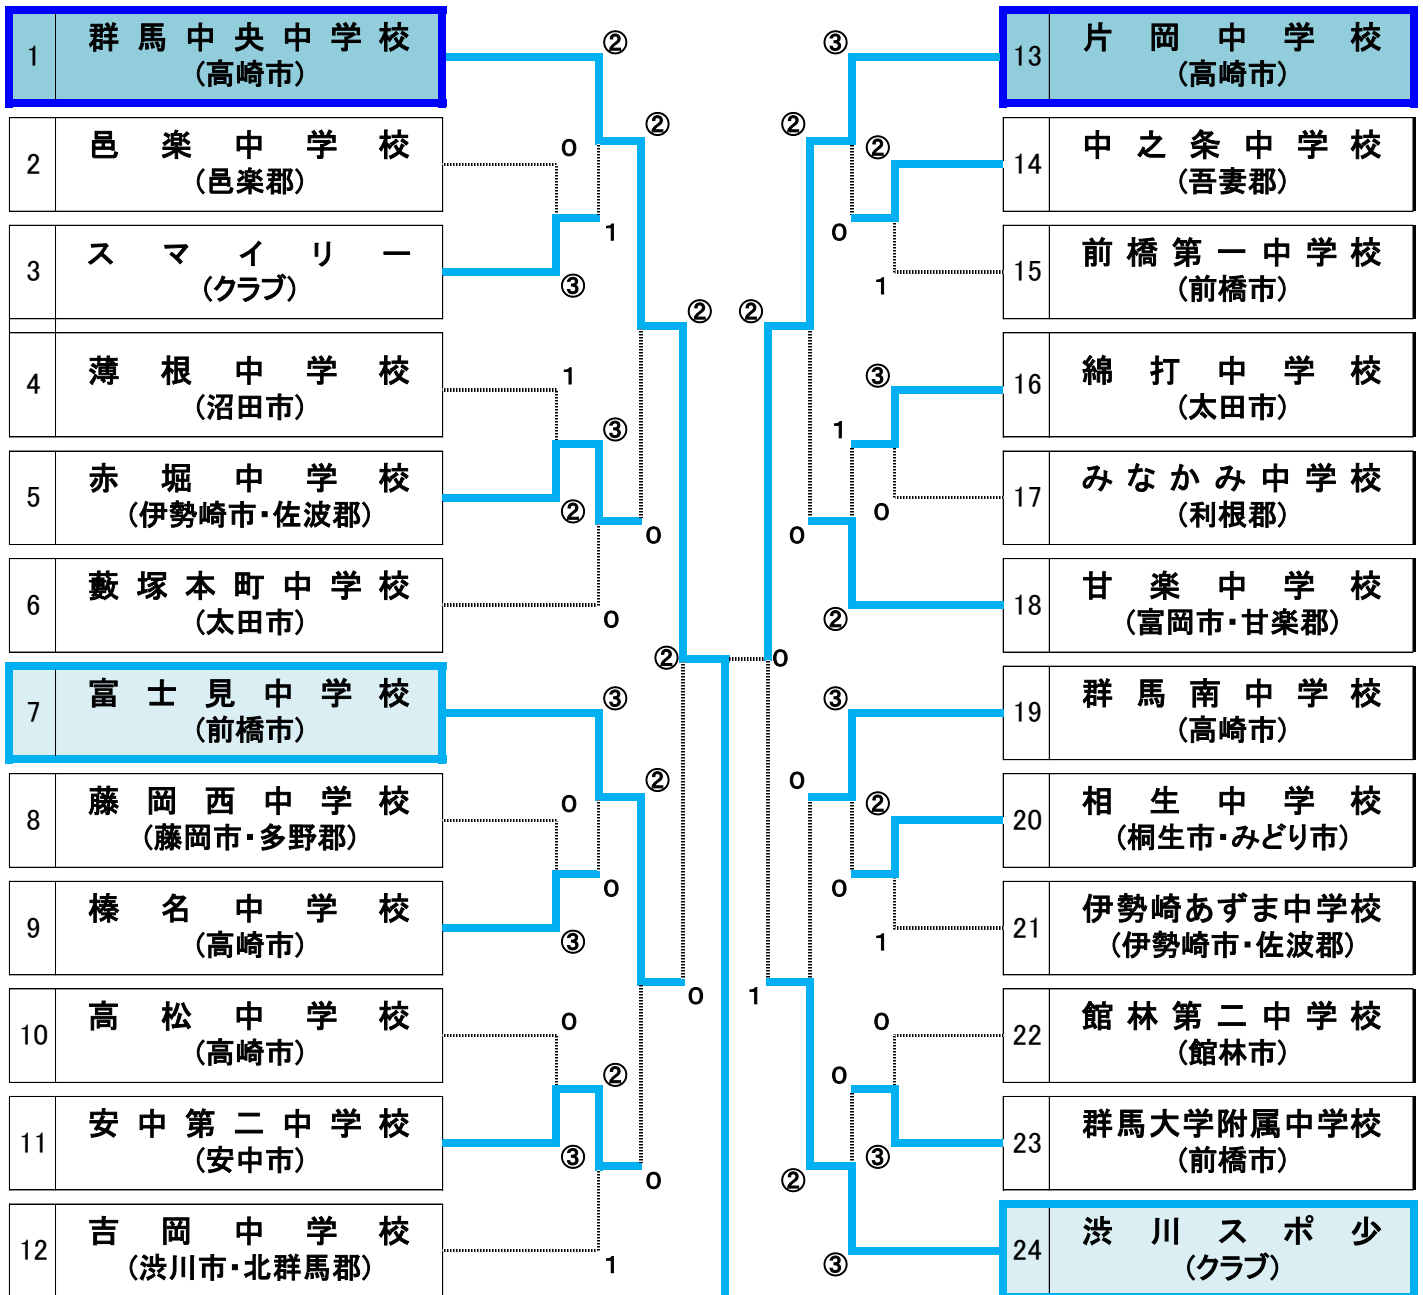 1
群馬中央中学校
(高崎市)
2
邑楽中学校
(邑楽郡)
3
スマイリー
(クラブ)
4
薄根中学校
(沼田市)
5
赤堀中学校
(伊勢崎市・佐波郡)
6
藪塚本町中学校
(太田市)
7
富士見中学校
(前橋市)
8
藤岡西中学校
(藤岡市・多野郡)
9
榛名中学校
(高崎市)
10
高松中学校
(高崎市)
11
安中第二中学校
(安中市)
12
吉岡中学校
(渋川市・北群馬郡)
②
②
0
1
③
②
1
③
②
0
0
②
③
②
0
0
③
0
0
②
③
0
1
③
②
②
0
1
②
③
1
0
0
②
0
③
0
②
0
1
1
0
0
③
②
③
13
片岡中学校
(高崎市)
14
中之条中学校
(吾妻郡)
15
前橋第一中学校
(前橋市)
16
綿打中学校
(太田市)
17
みなかみ中学校
(利根郡)
18
甘楽中学校
(富岡市・甘楽郡)
19
群馬南中学校
(高崎市)
20
相生中学校
(桐生市・みどり市)
21
伊勢崎あずま中学校
(伊勢崎市・佐波郡)
22
館林第二中学校
(館林市)
23
群馬大学附属中学校
(前橋市)
24
渋川スポ少
(クラブ)